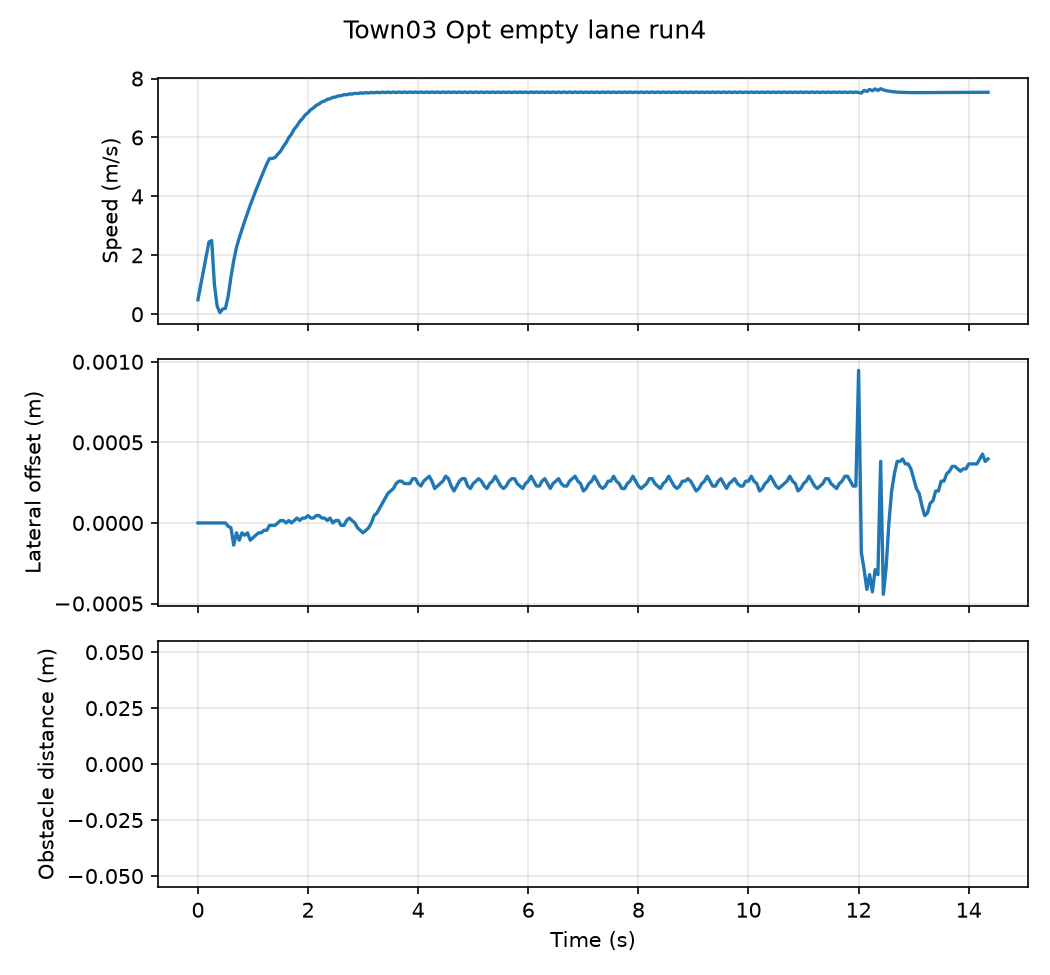 Town03 Opt empty lane run4
8
6
4
2
0
Speed (m/s)
0.0010
0.0005
0.0000
−0.0005
Lateral offset (m)
0.050
0.025
0.000
−0.025
−0.050
Obstacle distance (m)
0 2 4 6 8 10 12 14
Time (s)